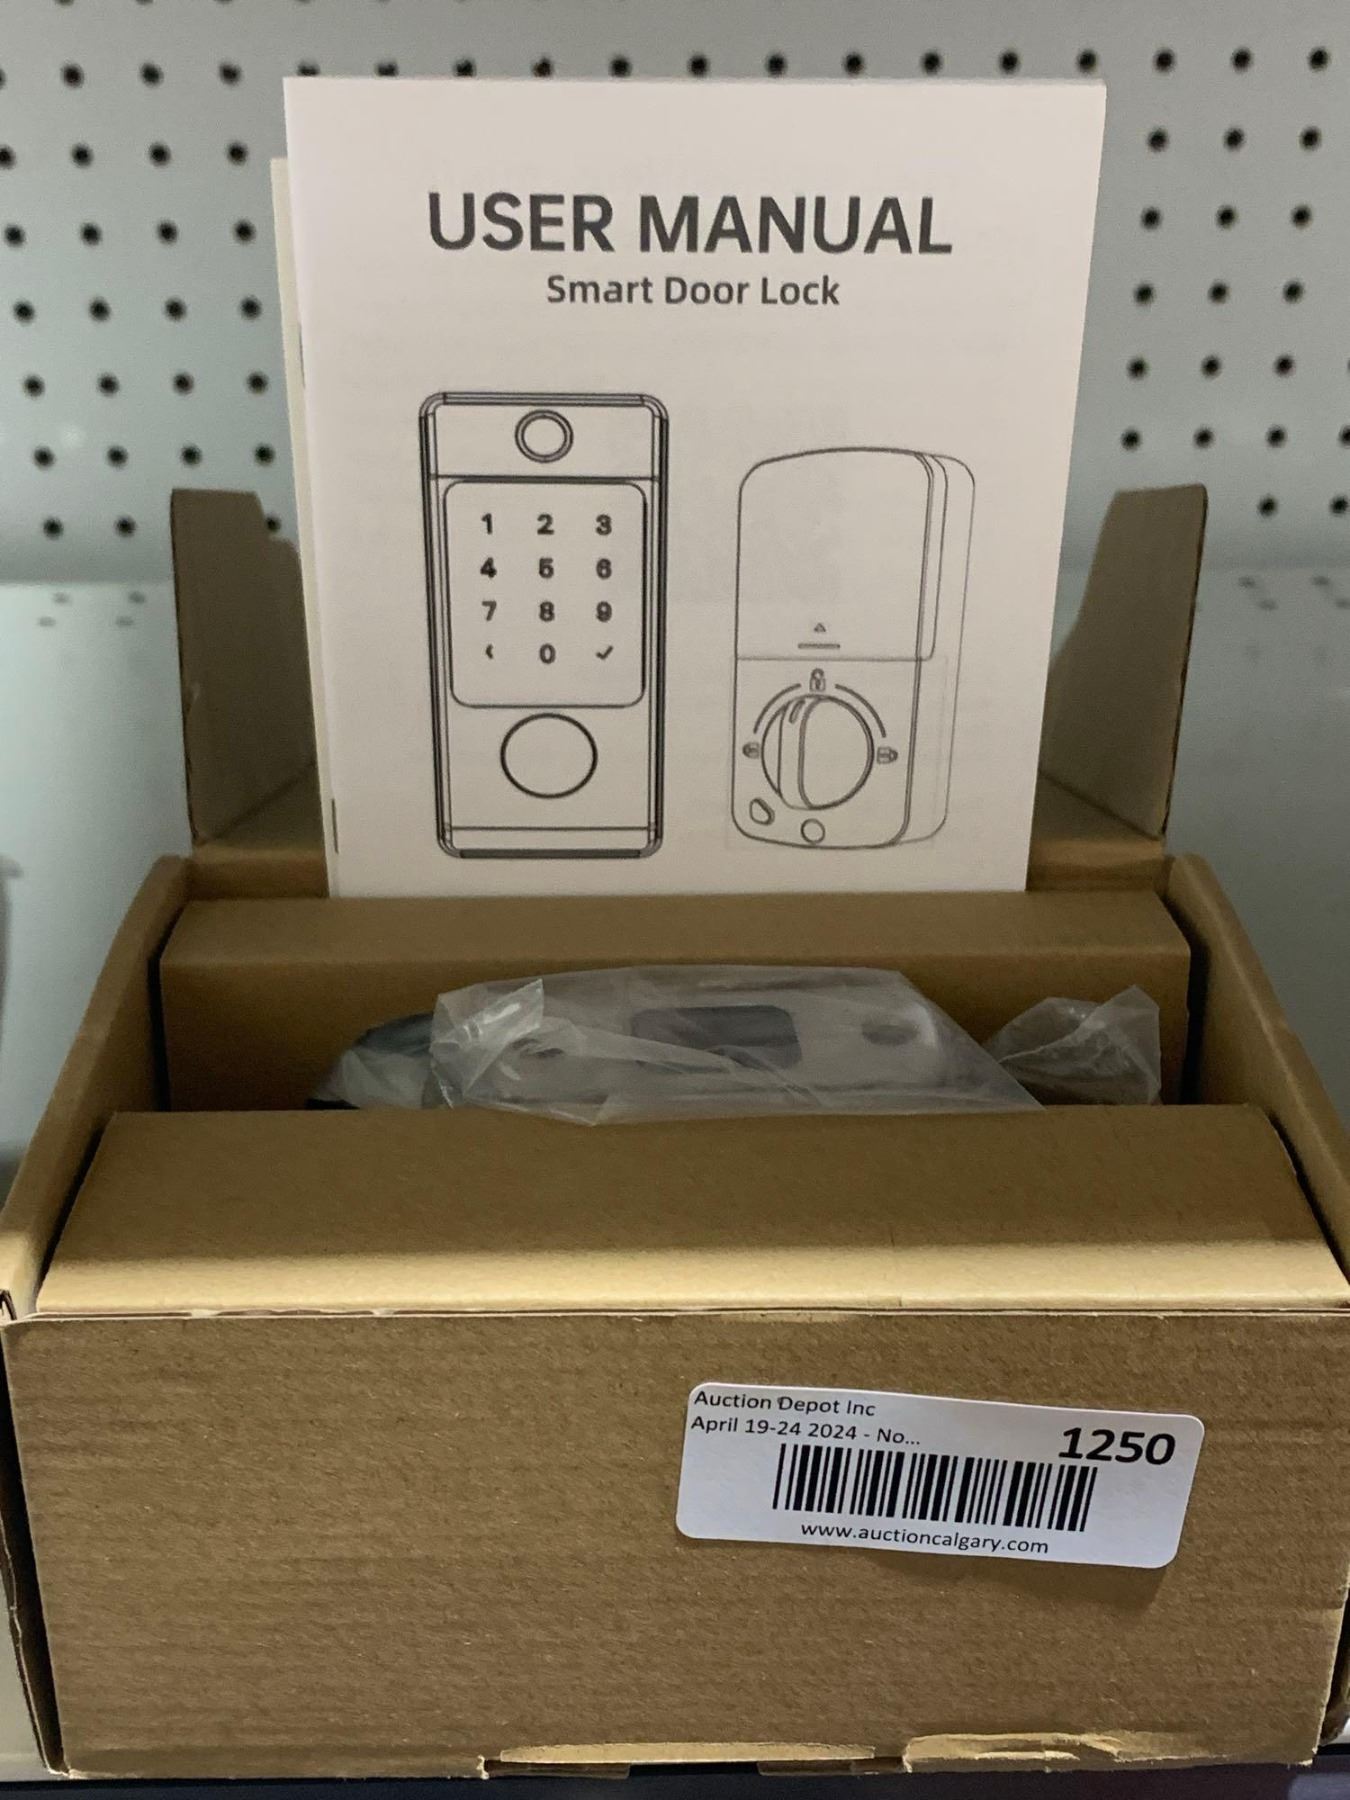 USER MANUAL
Smart Door Lock
1 2 3
4 5 6
7 8 9
‹ 0 ✓
Auction Depot Inc
April 19-24 2024 - No...
1250
www.auctioncalgary.com